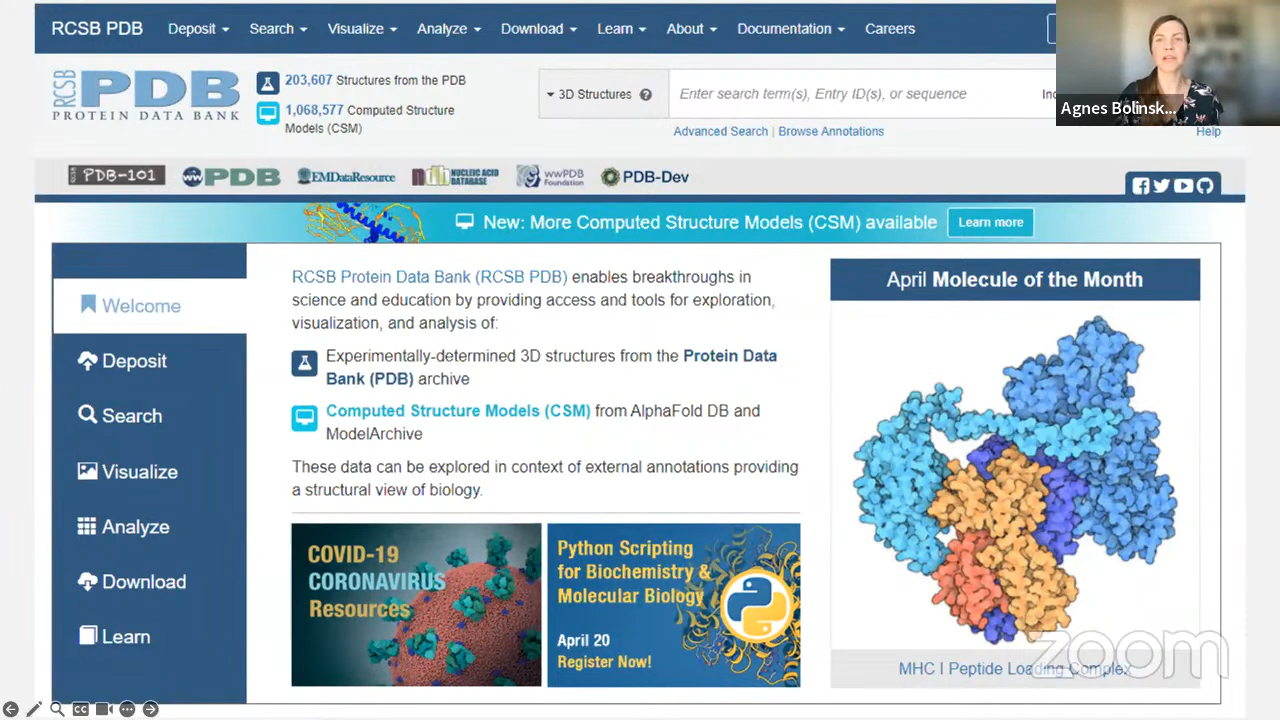 RCSB PDB Deposit Search Visualize Analyze Download Learn About Documentation Careers
RCSB
PDB
PROTEIN DATA BANK
203,607 Structures from the PDB
1,068,577 Computed Structure
Models (CSM)
3D Structures
Enter search term(s), Entry ID(s), or sequence
Advanced Search | Browse Annotations
Help
Agnes Bolinsk...
RCSB PDB-101
wwPDB
EMDataResource
NUCLEIC ACID
DATABASE
wwPDB
Foundation
PDB-Dev
New: More Computed Structure Models (CSM) available Learn more
Welcome
Deposit
Search
Visualize
Analyze
Download
Learn
RCSB Protein Data Bank (RCSB PDB) enables breakthroughs in
science and education by providing access and tools for exploration,
visualization, and analysis of:
Experimentally-determined 3D structures from the Protein Data
Bank (PDB) archive
Computed Structure Models (CSM) from AlphaFold DB and
ModelArchive
These data can be explored in context of external annotations providing
a structural view of biology.
COVID-19
CORONAVIRUS
Resources
Python Scripting
for Biochemistry &
Molecular Biology
April 20
Register Now!
April Molecule of the Month
MHC I Peptide Loading Complex
zoom
CC